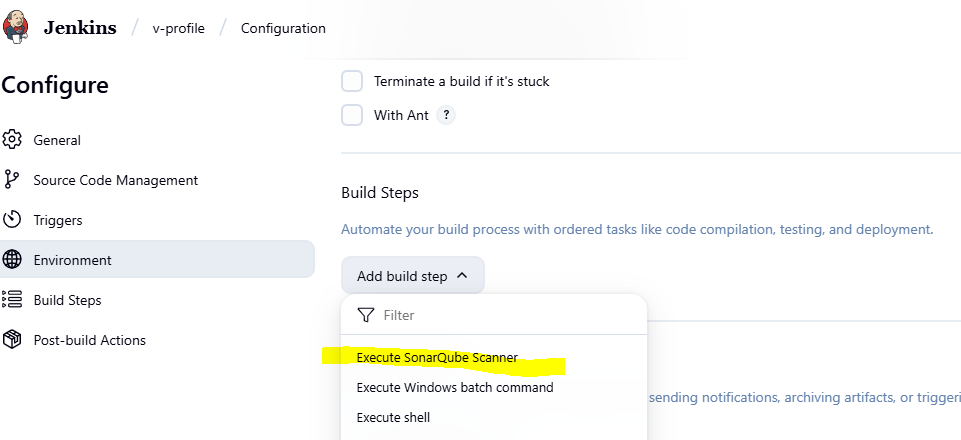 Jenkins / v-profile / Configuration
Configure
Terminate a build if it's stuck
With Ant ?
General
Source Code Management
Triggers
Environment
Build Steps
Post-build Actions
Build Steps
Automate your build process with ordered tasks like code compilation, testing, and deployment.
Add build step
Filter
Execute SonarQube Scanner
Execute Windows batch command
Execute shell
sending notifications, archiving artifacts, or triggeri